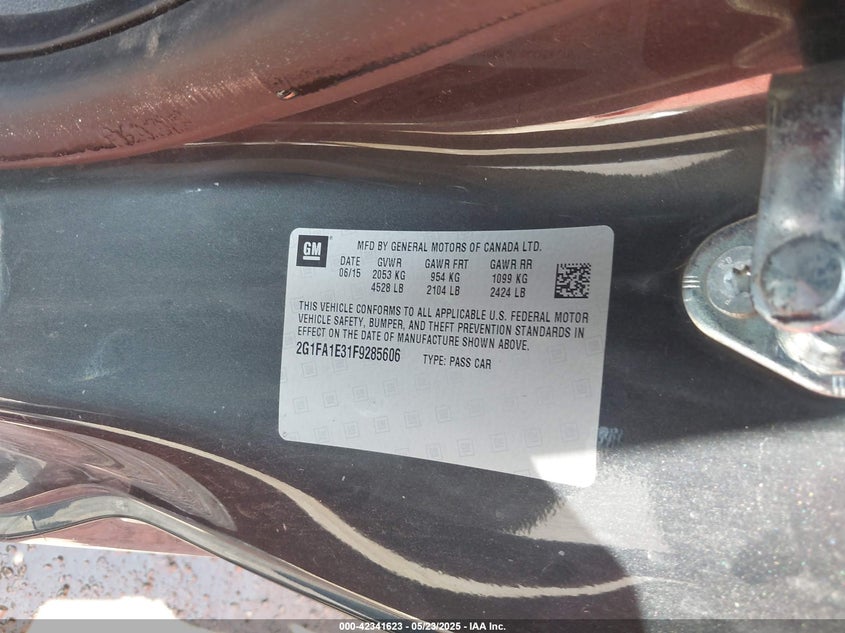 GM
MFD BY GENERAL MOTORS OF CANADA LTD.
DATE GVWR GAWR FRT GAWR RR
06/15 2053 KG 954 KG 1099 KG
4528 LB 2104 LB 2424 LB
THIS VEHICLE CONFORMS TO ALL APPLICABLE U.S. FEDERAL MOTOR
VEHICLE SAFETY, BUMPER, AND THEFT PREVENTION STANDARDS IN
EFFECT ON THE DATE OF MANUFACTURE SHOWN ABOVE.
2G1FA1E31F9285606 TYPE: PASS CAR
000-42341623 - 05/23/2025 - IAA Inc.